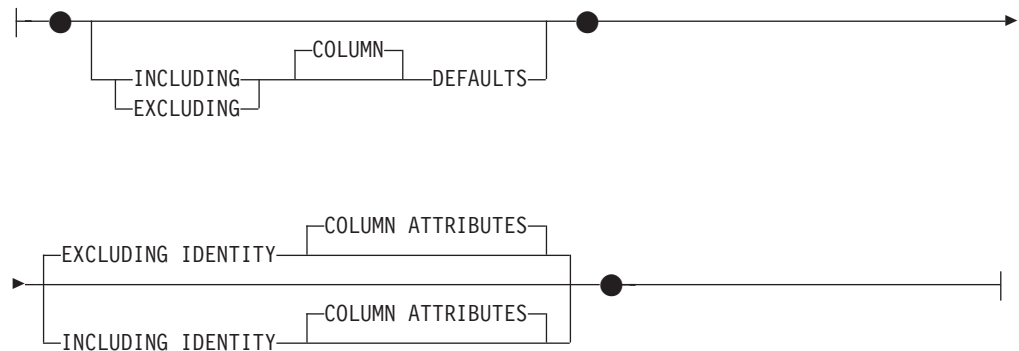 COLUMN
INCLUDING DEFAULTS
EXCLUDING
COLUMN ATTRIBUTES
EXCLUDING IDENTITY
COLUMN ATTRIBUTES
INCLUDING IDENTITY